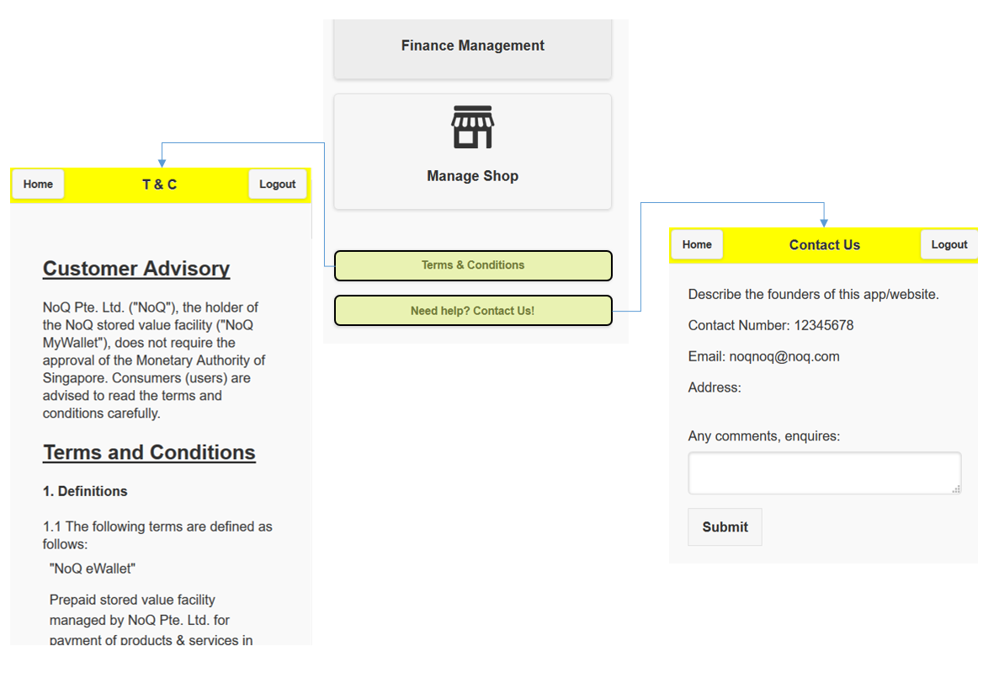 Finance Management
Manage Shop
Terms & Conditions
Need help? Contact Us!
Home
T & C
Logout
Customer Advisory
NoQ Pte. Ltd. ("NoQ"), the holder of
the NoQ stored value facility ("NoQ
MyWallet"), does not require the
approval of the Monetary Authority of
Singapore. Consumers (users) are
advised to read the terms and
conditions carefully.
Terms and Conditions
1. Definitions
1.1 The following terms are defined as
follows:
"NoQ eWallet"
Prepaid stored value facility
managed by NoQ Pte. Ltd. for
payment of products & services in
Home
Contact Us
Logout
Describe the founders of this app/website.
Contact Number: 12345678
Email: noqnoq@noq.com
Address:
Any comments, enquires:
Submit